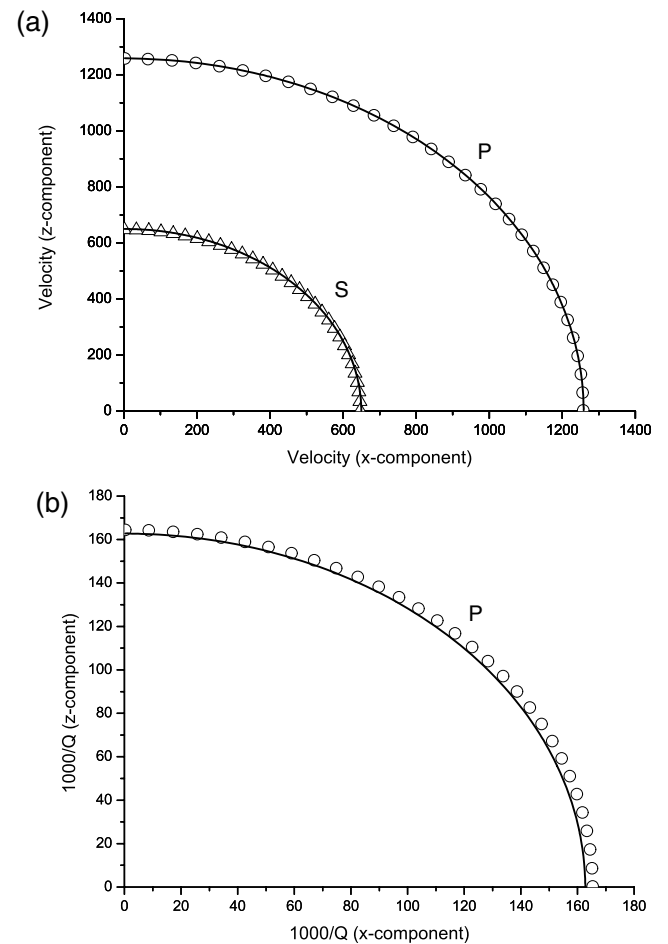 (a)
1400
1200
1000
800
600
400
200
0
Velocity (z-component)
P
S
0 200 400 600 800 1000 1200 1400
Velocity (x-component)
(b)
180
160
140
120
100
80
60
40
20
0
1000/Q (z-component)
P
0 20 40 60 80 100 120 140 160 180
1000/Q (x-component)